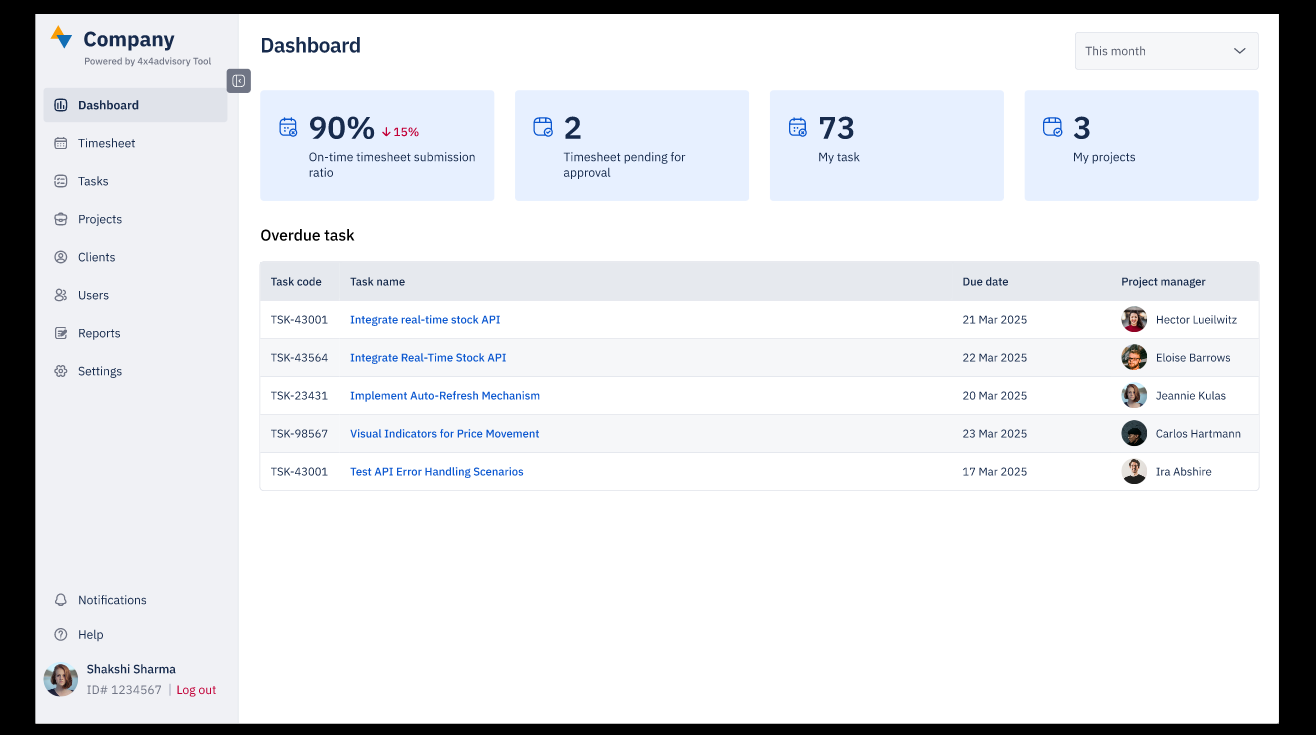 Company
Powered by 4x4advisory Tool
Dashboard
Timesheet
Tasks
Projects
Clients
Users
Reports
Settings
Notifications
Help
Shakshi Sharma
ID# 1234567 | Log out
Dashboard
This month
90% ↓ 15%
On-time timesheet submission
ratio
2
Timesheet pending for
approval
73
My task
3
My projects
Overdue task
Task code Task name Due date Project manager
TSK-43001 Integrate real-time stock API 21 Mar 2025 Hector Lueilwitz
TSK-43564 Integrate Real-Time Stock API 22 Mar 2025 Eloise Barrows
TSK-23431 Implement Auto-Refresh Mechanism 20 Mar 2025 Jeannie Kulas
TSK-98567 Visual Indicators for Price Movement 23 Mar 2025 Carlos Hartmann
TSK-43001 Test API Error Handling Scenarios 17 Mar 2025 Ira Abshire